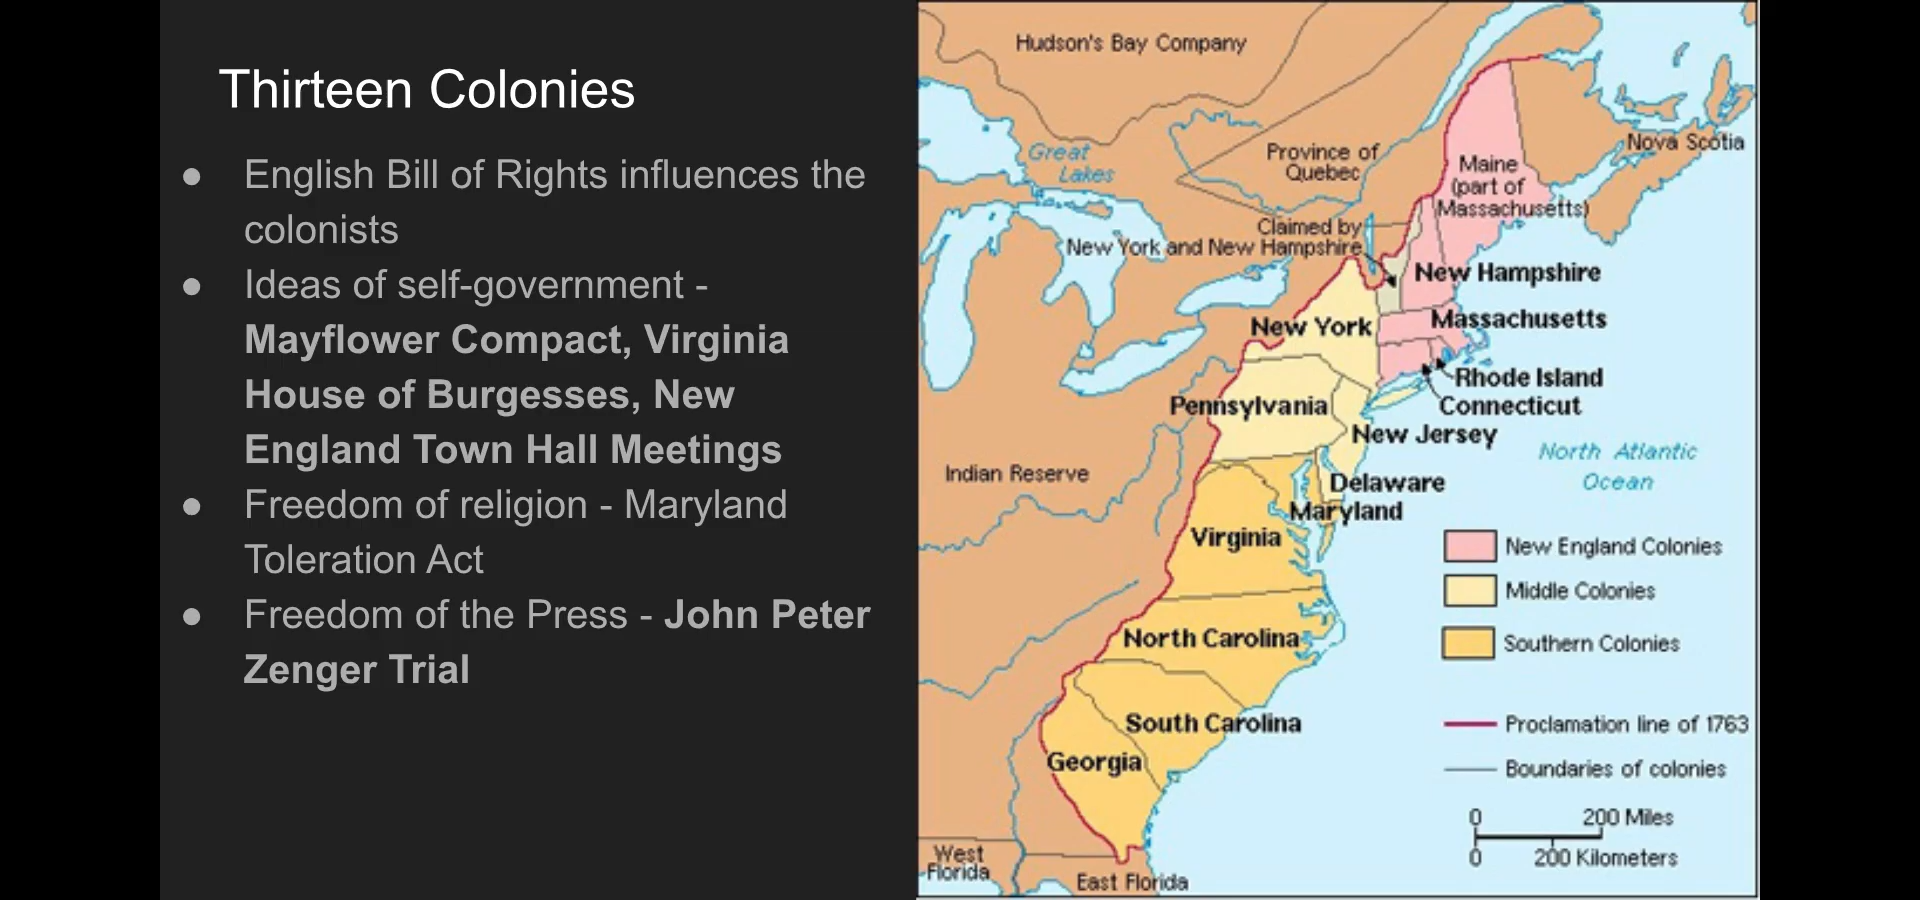 Thirteen Colonies
● English Bill of Rights influences the
colonists
● Ideas of self-government -
Mayflower Compact, Virginia
House of Burgesses, New
England Town Hall Meetings
● Freedom of religion - Maryland
Toleration Act
● Freedom of the Press - John Peter
Zenger Trial
Hudson's Bay Company
Great
Lakes
Province of
Quebec
Nova Scotia
Maine
(part of
Massachusetts)
Claimed by
New York and New Hampshire
New Hampshire
New York
Massachusetts
Rhode Island
Connecticut
Pennsylvania
New Jersey
North Atlantic
Ocean
Indian Reserve
Delaware
Maryland
Virginia
North Carolina
South Carolina
Georgia
West
Florida
East Florida
New England Colonies
Middle Colonies
Southern Colonies
Proclamation line of 1763
Boundaries of colonies
0 200 Miles
0 200 Kilometers